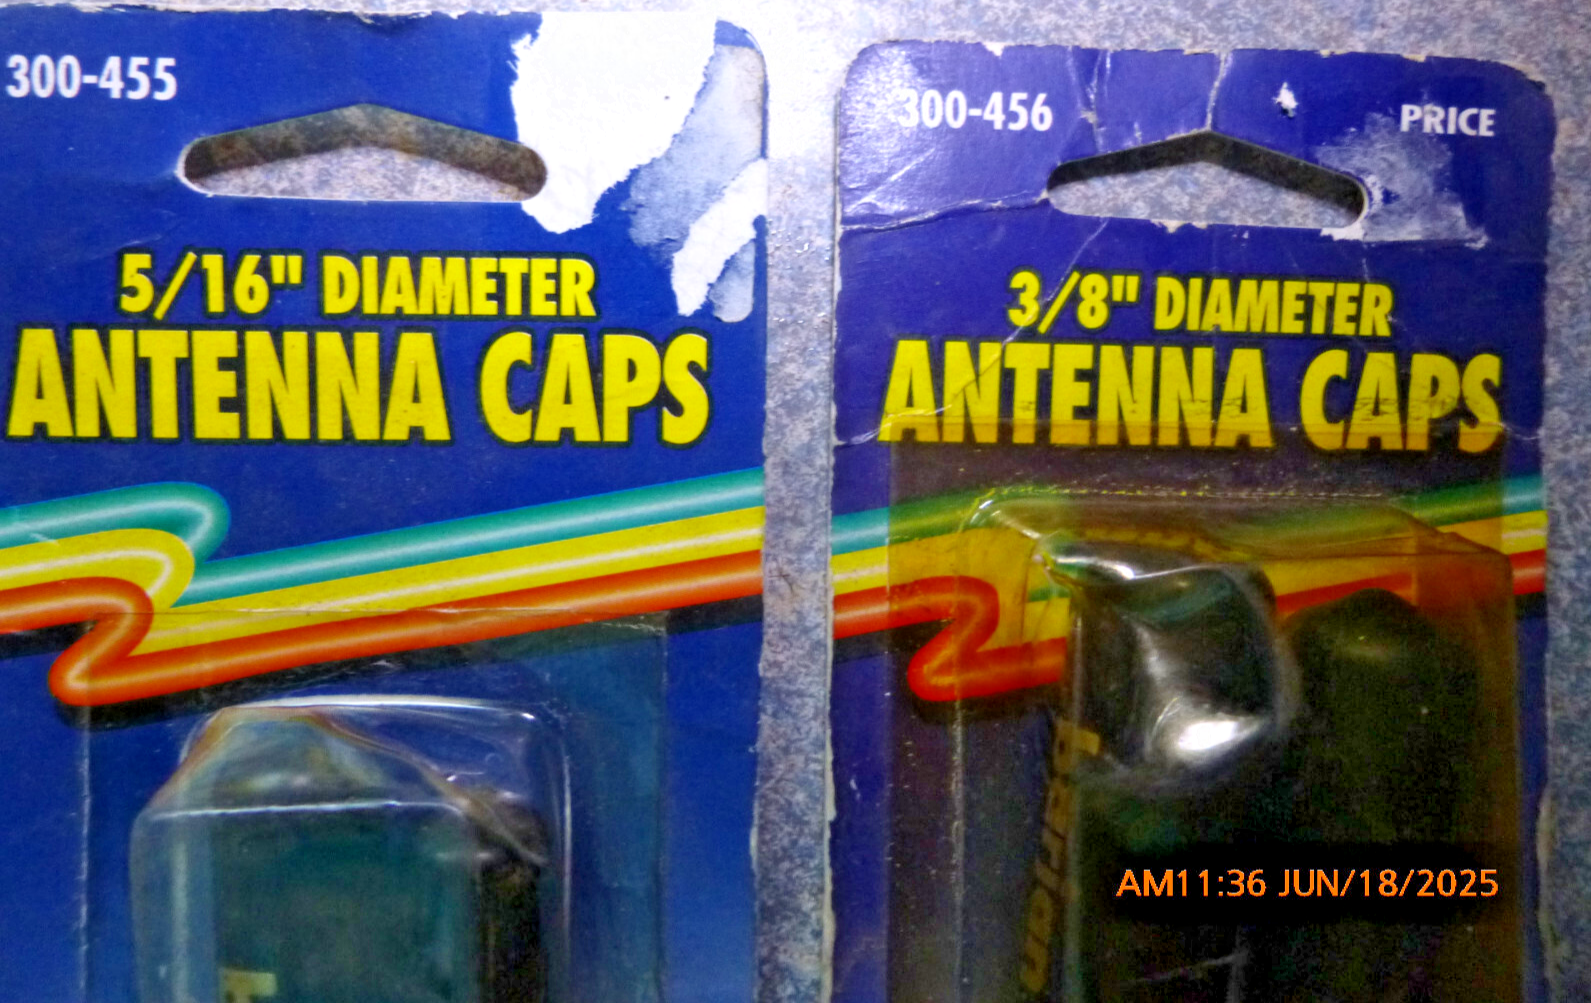 300-455
5/16" DIAMETER
ANTENNA CAPS
300-456
PRICE
3/8" DIAMETER
ANTENNA CAPS
AM11:36 JUN/18/2025